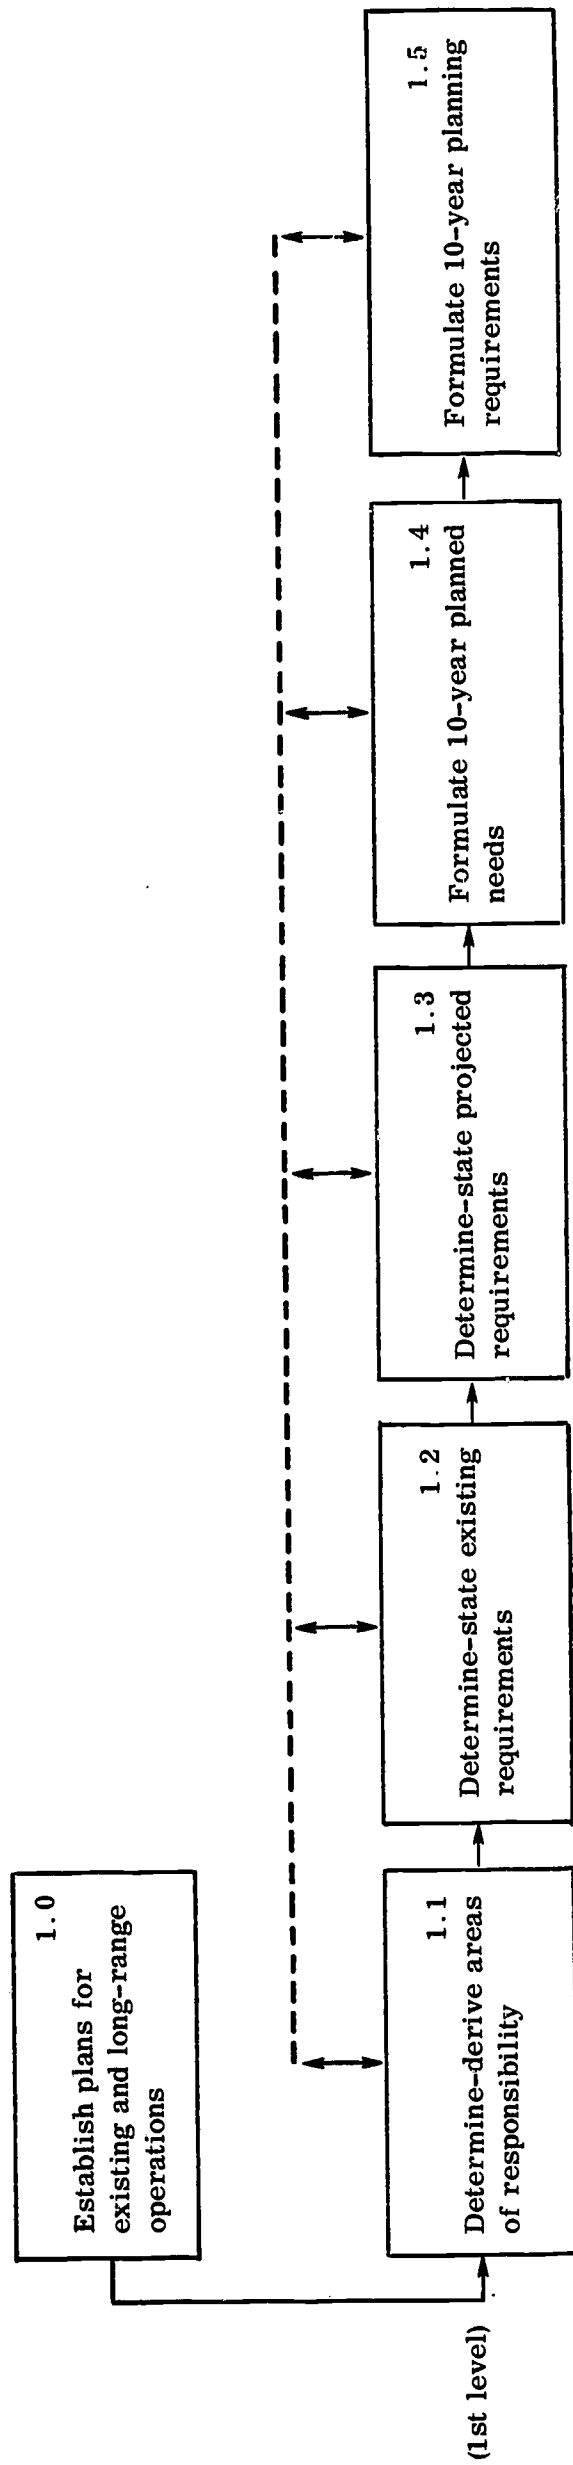 1.0
Establish plans for
existing and long-range
operations
(1st level)
1.1
Determine-derive areas
of responsibility
1.2
Determine-state existing
requirements
1.3
Determine-state projected
requirements
1.4
Formulate 10-year planned
needs
1.5
Formulate 10-year planning
requirements